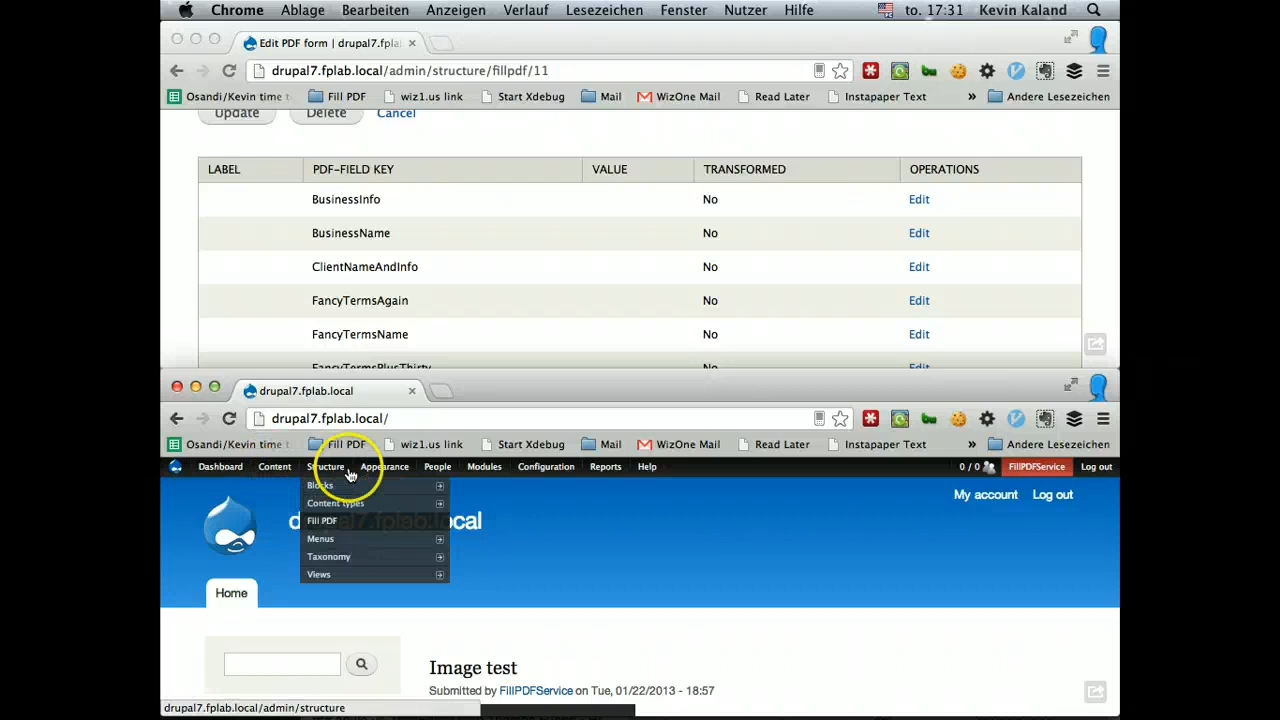 Chrome Ablage Bearbeiten Anzeigen Verlauf Lesezeichen Fenster Nutzer Hilfe to. 17:31 Kevin Kaland
Edit PDF form | drupal7.fpla
drupal7.fplab.local/admin/structure/fillpdf/11
Osandi/Kevin time t Fill PDF wiz1.us link Start Xdebug Mail WizOne Mail Read Later Instapaper Text » Andere Lesezeichen
Update Delete Cancel
LABEL PDF-FIELD KEY VALUE TRANSFORMED OPERATIONS
BusinessInfo No Edit
BusinessName No Edit
ClientNameAndInfo No Edit
FancyTermsAgain No Edit
FancyTermsName No Edit
FancyTermsPlusThirty No Edit
drupal7.fplab.local
drupal7.fplab.local/
Osandi/Kevin time t Fill PDF wiz1.us link Start Xdebug Mail WizOne Mail Read Later Instapaper Text » Andere Lesezeichen
Dashboard Content Structure Appearance People Modules Configuration Reports Help 0 / 0 FillPDFService Log out
Blocks
My account Log out
Content types
Fill PDF
drupal7.fplab.local
Menus
Taxonomy
Views
Home
Image test
Submitted by FillPDFService on Tue, 01/22/2013 - 18:57
drupal7.fplab.local/admin/structure